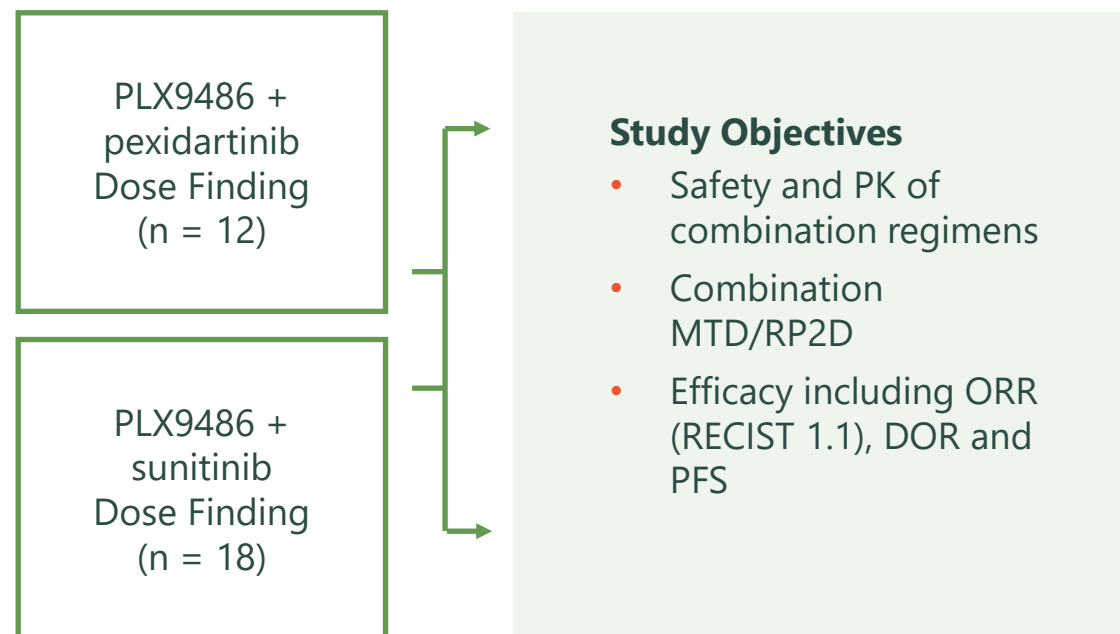 PLX9486 +
pexidartinib
Dose Finding
(n = 12)
PLX9486 +
sunitinib
Dose Finding
(n = 18)
Study Objectives
• Safety and PK of
combination regimens
• Combination
MTD/RP2D
• Efficacy including ORR
(RECIST 1.1), DOR and
PFS